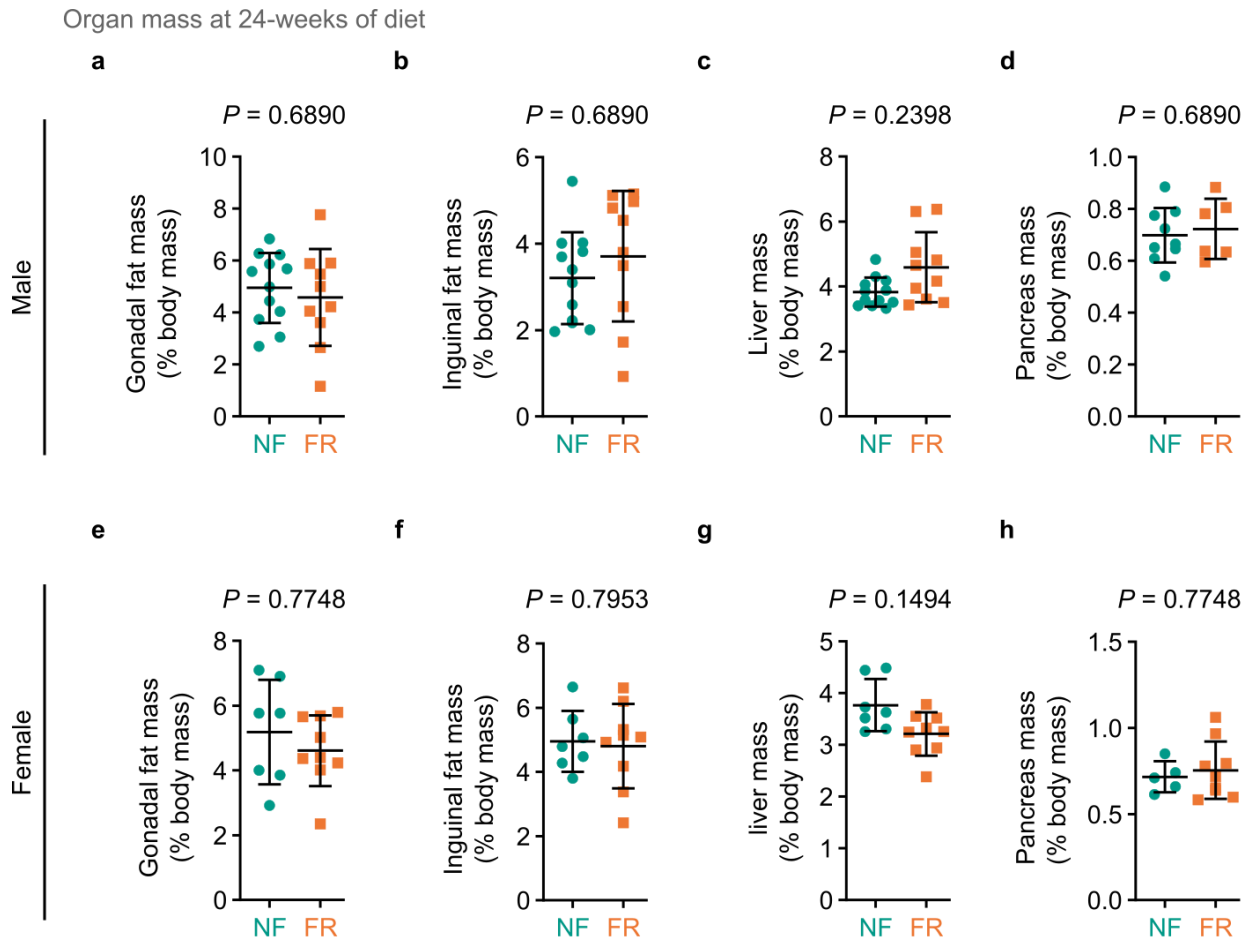 Organ mass at 24-weeks of diet
a
b
c
d
P = 0.6890
P = 0.6890
P = 0.2398
P = 0.6890
Male
Gonadal fat mass
(% body mass)
10
8
6
4
2
0
NF FR
Inguinal fat mass
(% body mass)
6
4
2
0
NF FR
Liver mass
(% body mass)
8
6
4
2
0
NF FR
Pancreas mass
(% body mass)
1.0
0.8
0.6
0.4
0.2
0.0
NF FR
e
f
g
h
P = 0.7748
P = 0.7953
P = 0.1494
P = 0.7748
Female
Gonadal fat mass
(% body mass)
8
6
4
2
0
NF FR
Inguinal fat mass
(% body mass)
8
6
4
2
0
NF FR
liver mass
(% body mass)
5
4
3
2
1
0
NF FR
Pancreas mass
(% body mass)
1.5
1.0
0.5
0.0
NF FR